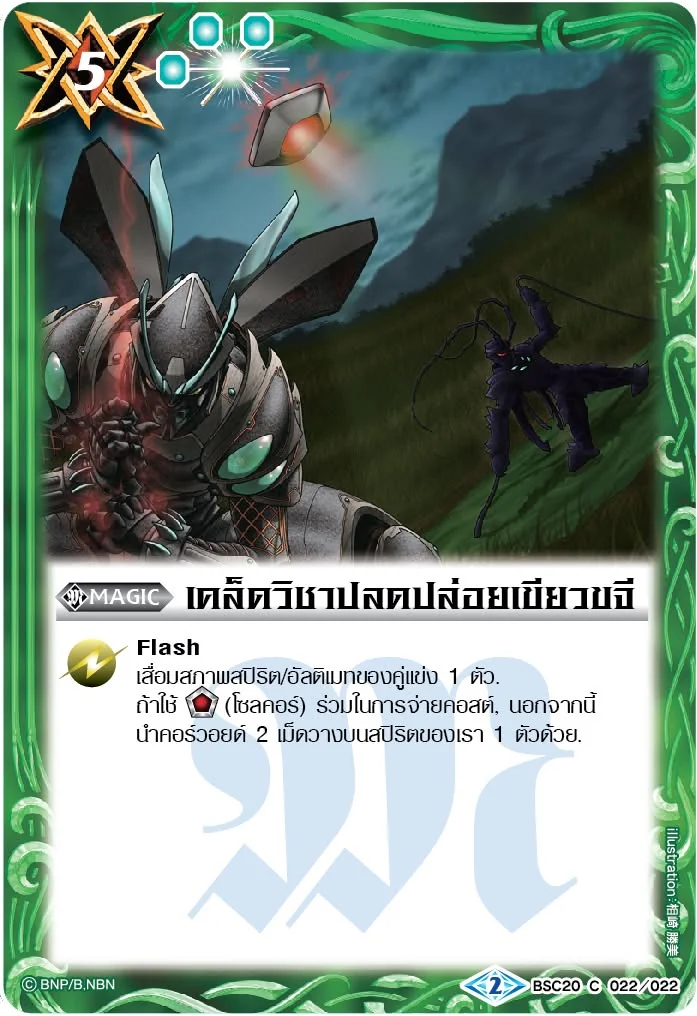 5
MAGIC เคล็ดวิชาปลดปล่อยเขียวขจี
Flash
เสื่อมสภาพสปิริต/อัลติเมทของคู่แข่ง 1 ตัว.
ถ้าใช้ (โซลคอร์) ร่วมในการจ่ายคอสต์, นอกจากนี้
นำคอร์วอยด์ 2 เม็ดวางบนสปิริตของเรา 1 ตัวด้วย.
illustration : 相崎 勝美
© BNP/B.NBN
2
BSC20 C 022/022